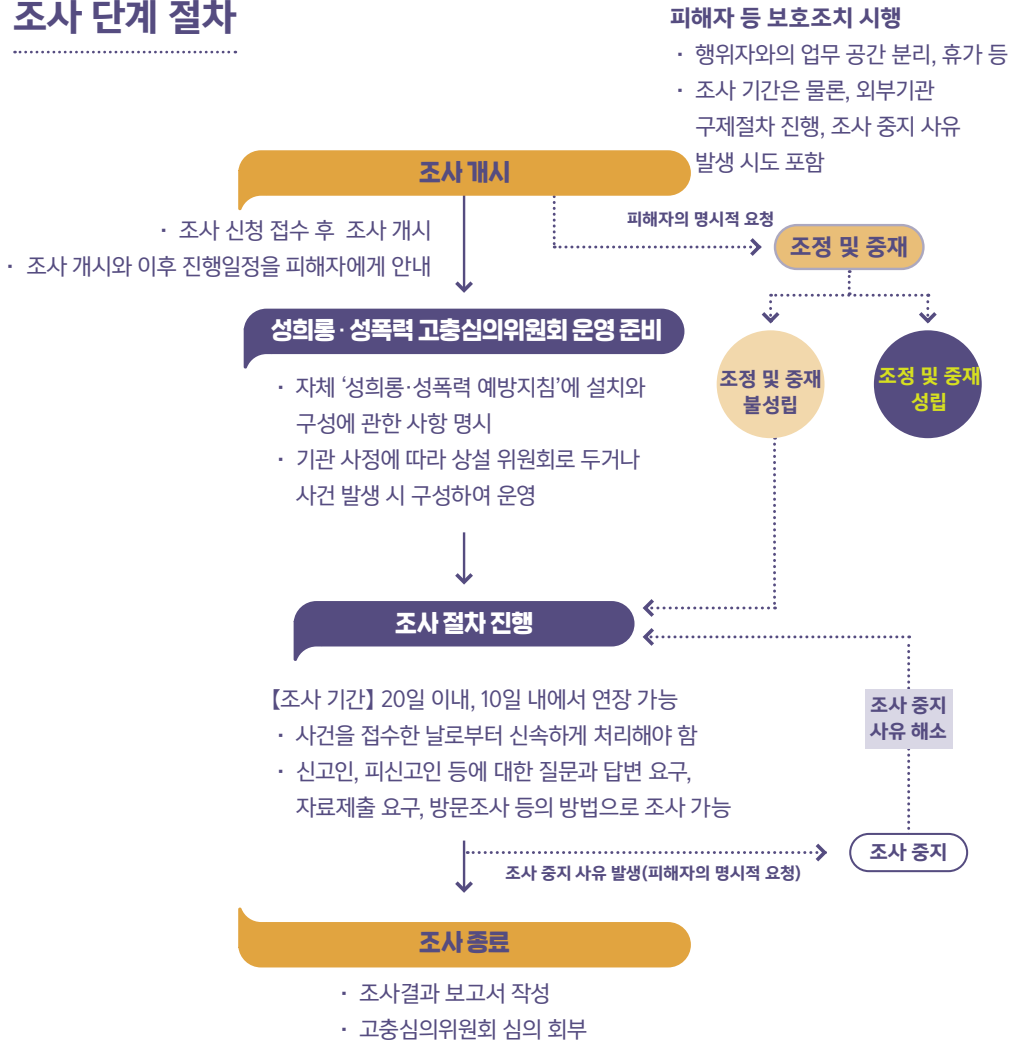 조사 단계 절차
피해자 등 보호조치 시행
· 행위자와의 업무 공간 분리, 휴가 등
· 조사 기간은 물론, 외부기관
구제절차 진행, 조사 중지 사유
발생 시도 포함
조사 개시
· 조사 신청 접수 후 조사 개시
· 조사 개시와 이후 진행일정을 피해자에게 안내
피해자의 명시적 요청
조정 및 중재
조정 및 중재
불성립
조정 및 중재
성립
성희롱·성폭력 고충심의위원회 운영 준비
· 자체 ‘성희롱·성폭력 예방지침’에 설치와
구성에 관한 사항 명시
· 기관 사정에 따라 상설 위원회로 두거나
사건 발생 시 구성하여 운영
조사 절차 진행
【조사 기간】 20일 이내, 10일 내에서 연장 가능
· 사건을 접수한 날로부터 신속하게 처리해야 함
· 신고인, 피신고인 등에 대한 질문과 답변 요구,
자료제출 요구, 방문조사 등의 방법으로 조사 가능
조사 중지
사유 해소
조사 중지
조사 중지 사유 발생(피해자의 명시적 요청)
조사 종료
· 조사결과 보고서 작성
· 고충심의위원회 심의 회부